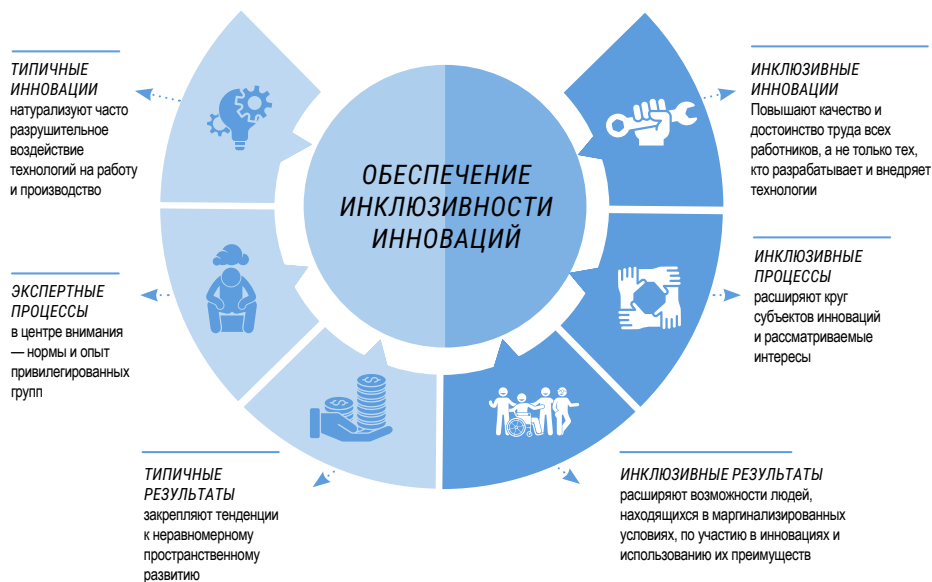 ТИПИЧНЫЕ
ИННОВАЦИИ
натурализуют часто
разрушительное
воздействие
технологий на работу
и производство
ЭКСПЕРТНЫЕ
ПРОЦЕССЫ
в центре внимания
— нормы и опыт
привилегированных
групп
ТИПИЧНЫЕ
РЕЗУЛЬТАТЫ
закрепляют тенденции
к неравномерному
пространственному
развитию
ОБЕСПЕЧЕНИЕ
ИНКЛЮЗИВНОСТИ
ИННОВАЦИЙ
ИНКЛЮЗИВНЫЕ
ИННОВАЦИИ
Повышают качество и
достоинство труда всех
работников, а не только тех,
кто разрабатывает и внедряет
технологии
ИНКЛЮЗИВНЫЕ
ПРОЦЕССЫ
расширяют круг
субъектов инноваций
и рассматриваемые
интересы
ИНКЛЮЗИВНЫЕ РЕЗУЛЬТАТЫ
расширяют возможности людей,
находящихся в маргинализированных
условиях, по участию в инновациях и
использованию их преимуществ